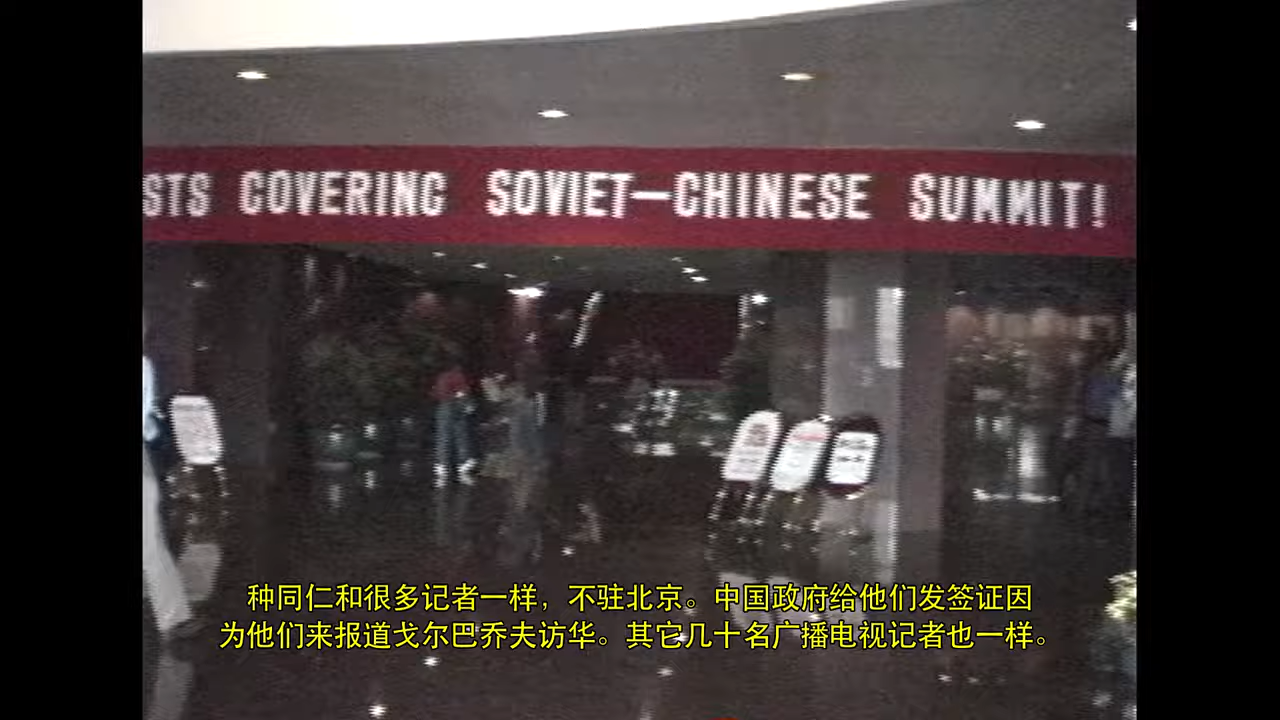 STS COVERING SOVIET—CHINESE SUMMIT!
种同仁和很多记者一样，不驻北京。中国政府给他们发签证因
为他们来报道戈尔巴乔夫访华。其它几十名广播电视记者也一样。